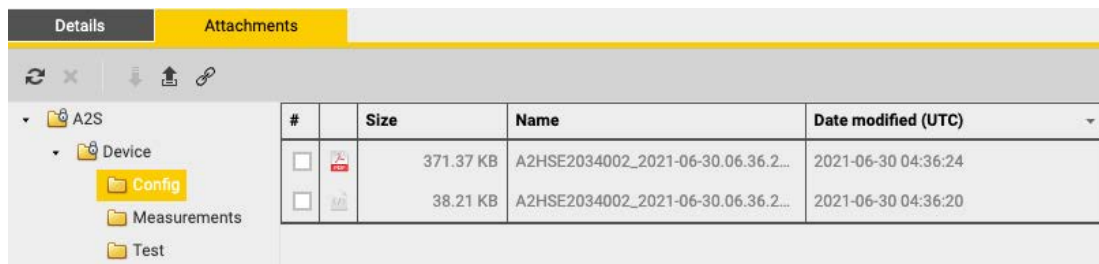 Details Attachments
A2S
Device
Config
Measurements
Test
# Size Name Date modified (UTC)
PDF 371.37 KB A2HSE2034002_2021-06-30.06.36.2... 2021-06-30 04:36:24
38.21 KB A2HSE2034002_2021-06-30.06.36.2... 2021-06-30 04:36:20